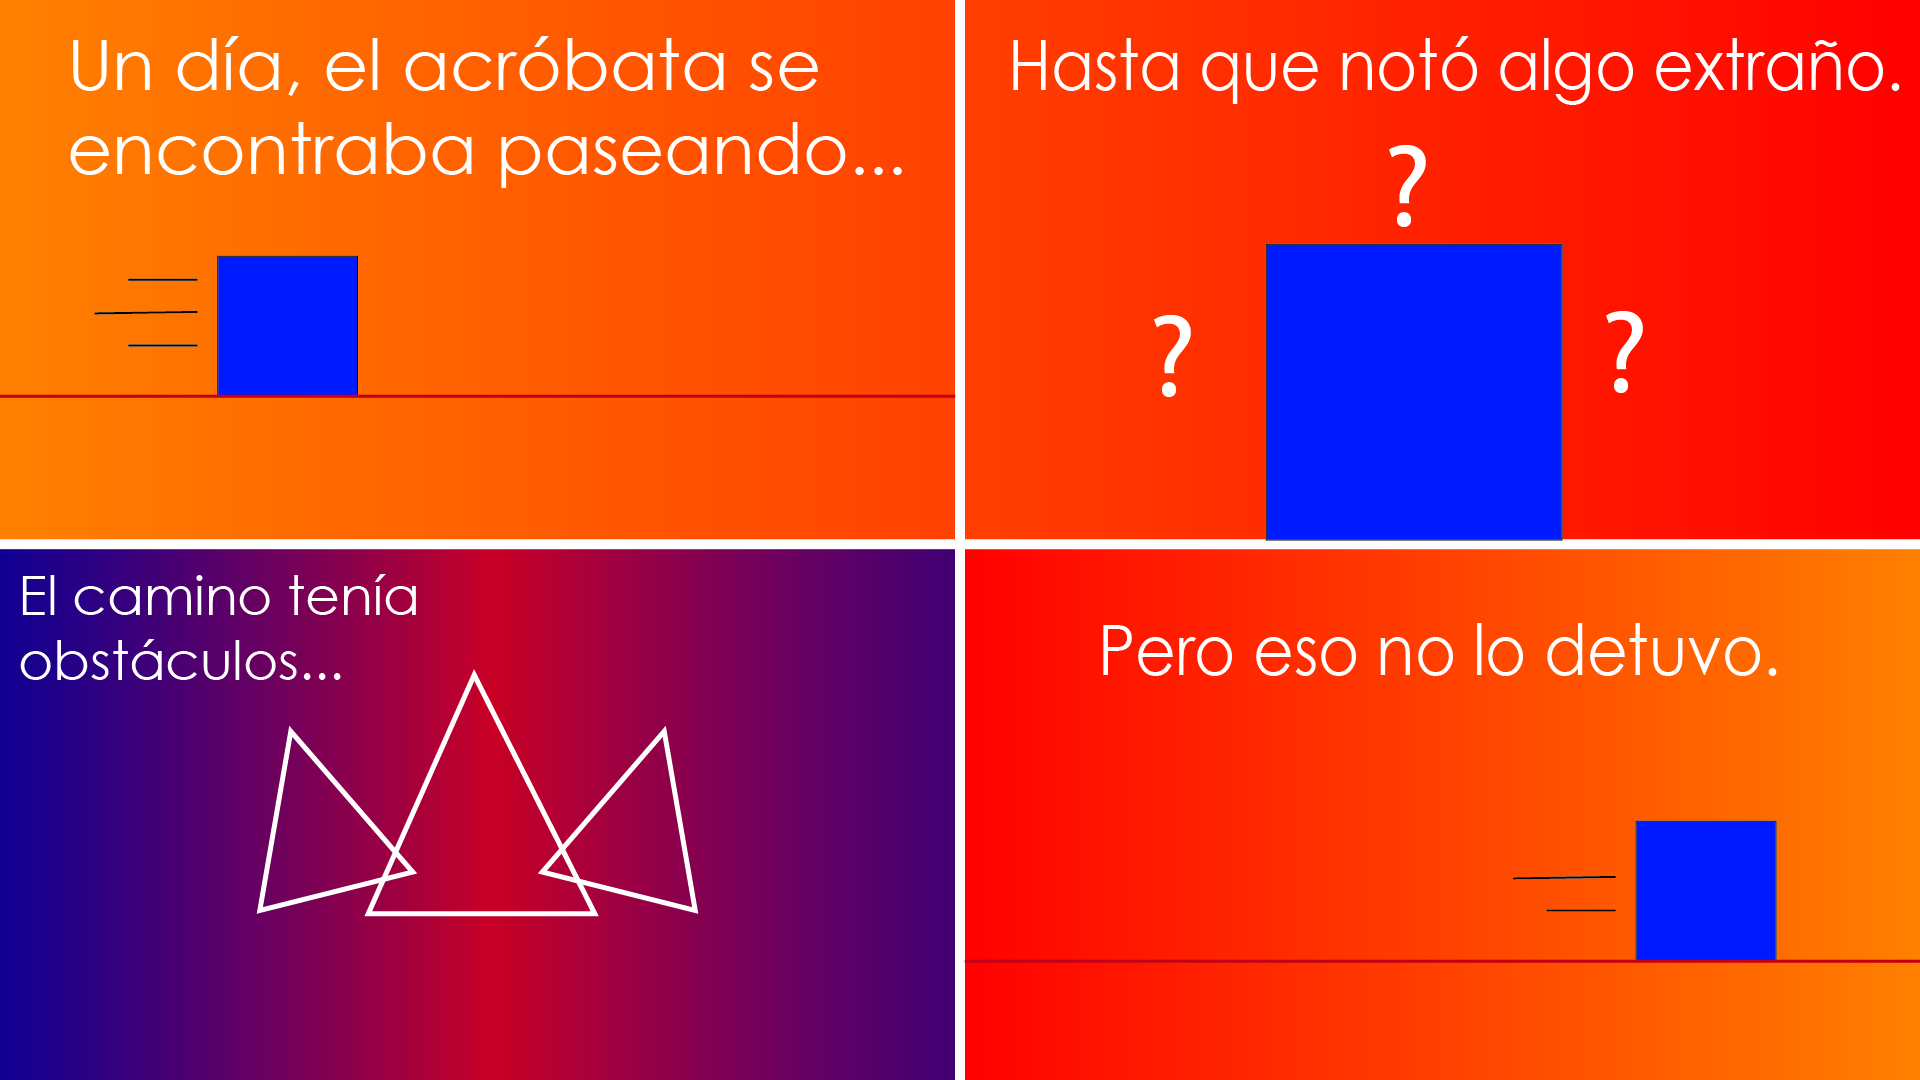 Un día, el acróbata se
encontraba paseando...
Hasta que notó algo extraño.
?
?
?
El camino tenía
obstáculos...
Pero eso no lo detuvo.